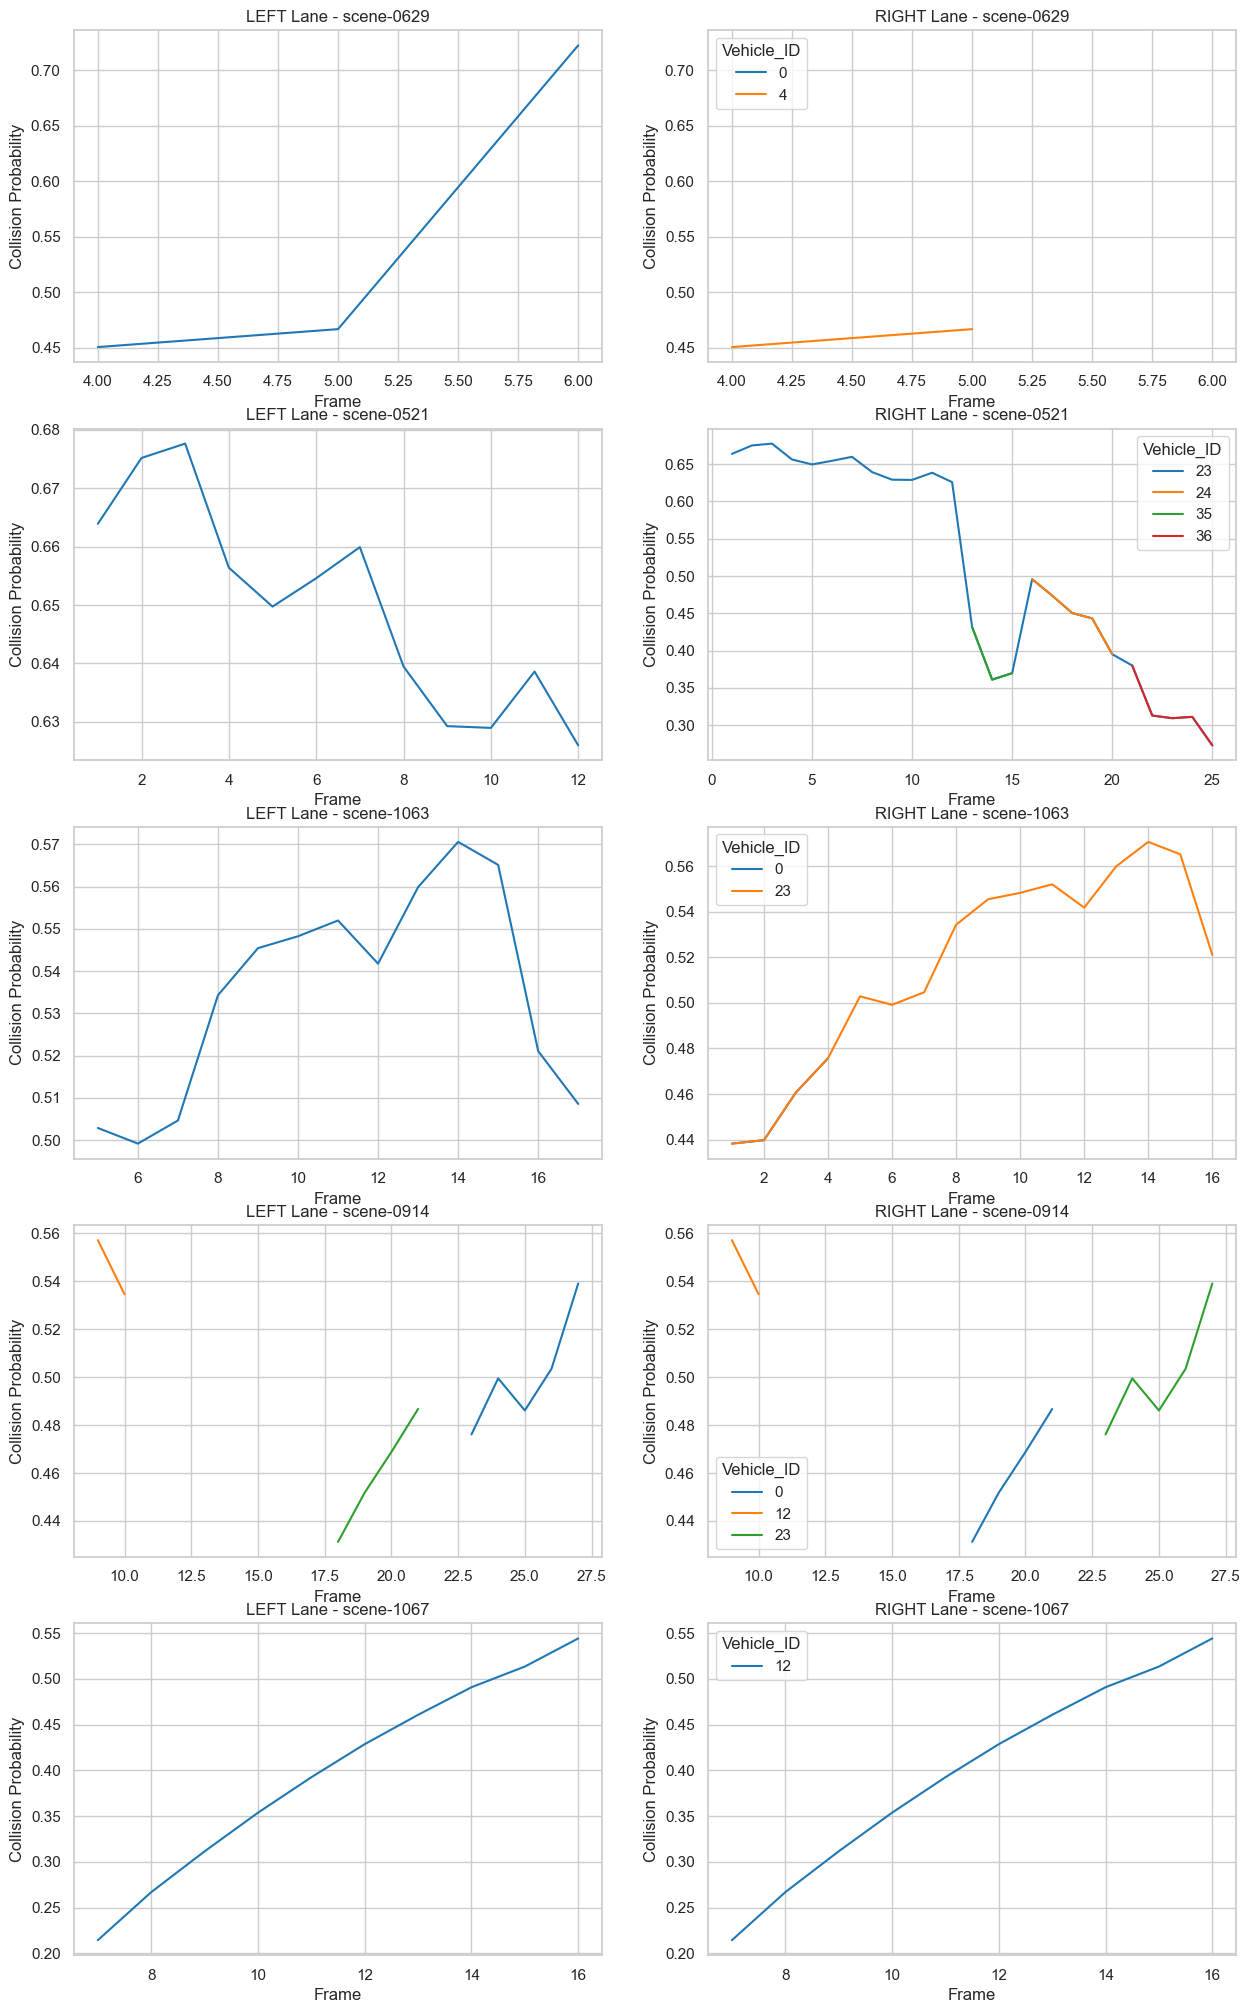 LEFT Lane - scene-0629
Collision Probability
0.70
0.65
0.60
0.55
0.50
0.45
4.00 4.25 4.50 4.75 5.00 5.25 5.50 5.75 6.00
Frame
RIGHT Lane - scene-0629
Vehicle_ID
0
4
Collision Probability
0.70
0.65
0.60
0.55
0.50
0.45
4.00 4.25 4.50 4.75 5.00 5.25 5.50 5.75 6.00
Frame
LEFT Lane - scene-0521
Collision Probability
0.68
0.67
0.66
0.65
0.64
0.63
2 4 6 8 10 12
Frame
RIGHT Lane - scene-0521
Vehicle_ID
23
24
35
36
Collision Probability
0.65
0.60
0.55
0.50
0.45
0.40
0.35
0.30
0 5 10 15 20 25
Frame
LEFT Lane - scene-1063
Collision Probability
0.57
0.56
0.55
0.54
0.53
0.52
0.51
0.50
6 8 10 12 14 16
Frame
RIGHT Lane - scene-1063
Vehicle_ID
0
23
Collision Probability
0.56
0.54
0.52
0.50
0.48
0.46
0.44
2 4 6 8 10 12 14 16
Frame
LEFT Lane - scene-0914
Collision Probability
0.56
0.54
0.52
0.50
0.48
0.46
0.44
10.0 12.5 15.0 17.5 20.0 22.5 25.0 27.5
Frame
RIGHT Lane - scene-0914
Collision Probability
0.56
0.54
0.52
0.50
0.48
0.46
0.44
Vehicle_ID
0
12
23
10.0 12.5 15.0 17.5 20.0 22.5 25.0 27.5
Frame
LEFT Lane - scene-1067
Collision Probability
0.55
0.50
0.45
0.40
0.35
0.30
0.25
0.20
8 10 12 14 16
Frame
RIGHT Lane - scene-1067
Vehicle_ID
12
Collision Probability
0.55
0.50
0.45
0.40
0.35
0.30
0.25
0.20
8 10 12 14 16
Frame